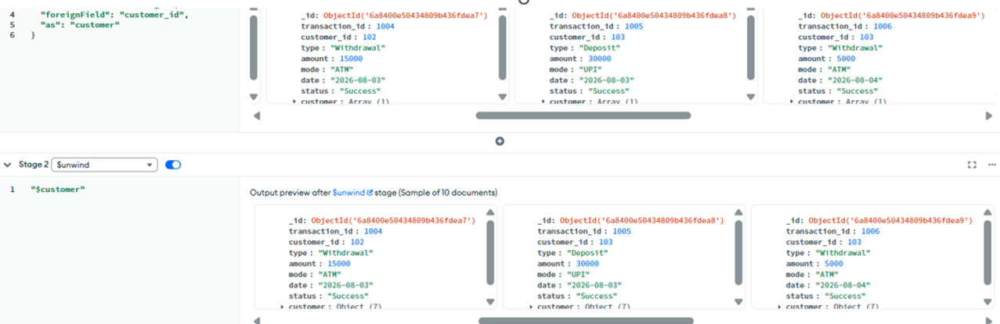 4 "foreignField": "customer_id",
5 "as": "customer"
6 }
_id: ObjectId('6a8400e50434809b436fdea7')
transaction_id : 1004
customer_id : 102
type : "Withdrawal"
amount : 15000
mode : "ATM"
date : "2026-08-03"
status : "Success"
customer : Array (1)
_id: ObjectId('6a8400e50434809b436fdea8')
transaction_id : 1005
customer_id : 103
type : "Deposit"
amount : 30000
mode : "UPI"
date : "2026-08-03"
status : "Success"
customer : Array (1)
_id: ObjectId('6a8400e50434809b436fdea9')
transaction_id : 1006
customer_id : 103
type : "Withdrawal"
amount : 5000
mode : "ATM"
date : "2026-08-04"
status : "Success"
customer : Array (1)
Stage 2 $unwind
1 "$customer"
Output preview after $unwind stage (Sample of 10 documents)
_id: ObjectId('6a8400e50434809b436fdea7')
transaction_id : 1004
customer_id : 102
type : "Withdrawal"
amount : 15000
mode : "ATM"
date : "2026-08-03"
status : "Success"
customer : Object (7)
_id: ObjectId('6a8400e50434809b436fdea8')
transaction_id : 1005
customer_id : 103
type : "Deposit"
amount : 30000
mode : "UPI"
date : "2026-08-03"
status : "Success"
customer : Object (7)
_id: ObjectId('6a8400e50434809b436fdea9')
transaction_id : 1006
customer_id : 103
type : "Withdrawal"
amount : 5000
mode : "ATM"
date : "2026-08-04"
status : "Success"
customer : Object (7)